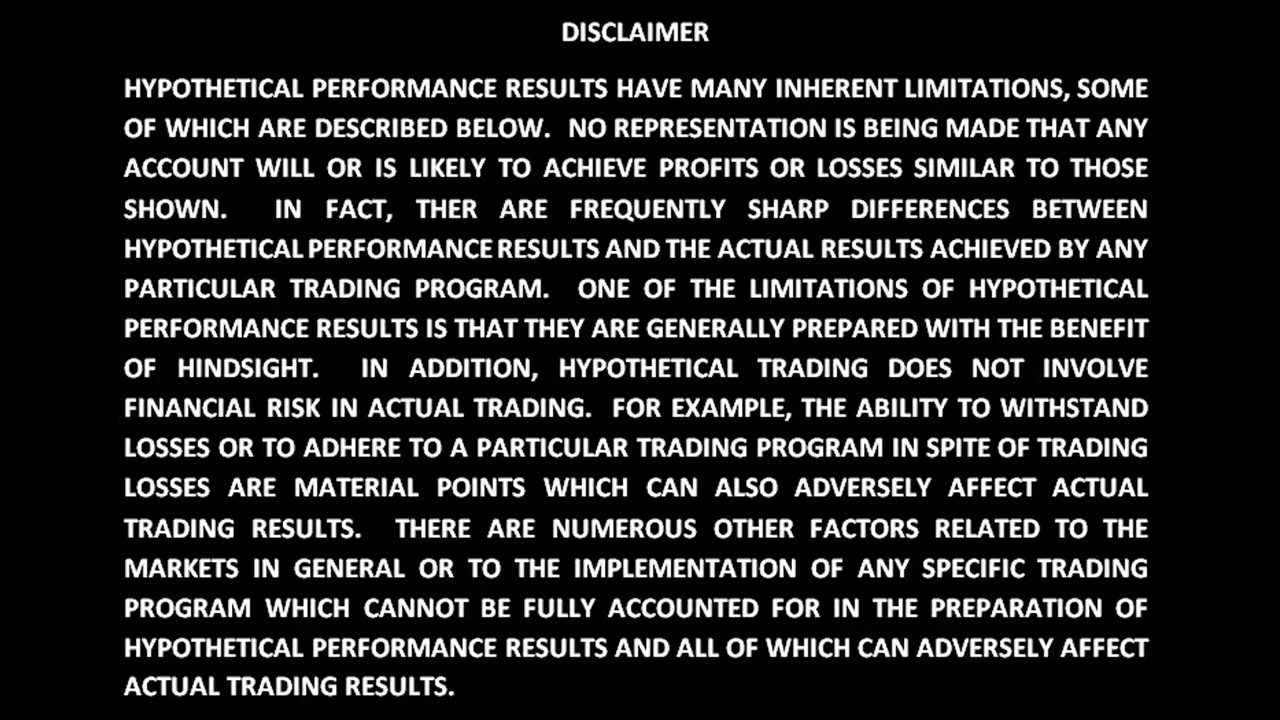 DISCLAIMER
HYPOTHETICAL PERFORMANCE RESULTS HAVE MANY INHERENT LIMITATIONS, SOME
OF WHICH ARE DESCRIBED BELOW. NO REPRESENTATION IS BEING MADE THAT ANY
ACCOUNT WILL OR IS LIKELY TO ACHIEVE PROFITS OR LOSSES SIMILAR TO THOSE
SHOWN. IN FACT, THER ARE FREQUENTLY SHARP DIFFERENCES BETWEEN
HYPOTHETICAL PERFORMANCE RESULTS AND THE ACTUAL RESULTS ACHIEVED BY ANY
PARTICULAR TRADING PROGRAM. ONE OF THE LIMITATIONS OF HYPOTHETICAL
PERFORMANCE RESULTS IS THAT THEY ARE GENERALLY PREPARED WITH THE BENEFIT
OF HINDSIGHT. IN ADDITION, HYPOTHETICAL TRADING DOES NOT INVOLVE
FINANCIAL RISK IN ACTUAL TRADING. FOR EXAMPLE, THE ABILITY TO WITHSTAND
LOSSES OR TO ADHERE TO A PARTICULAR TRADING PROGRAM IN SPITE OF TRADING
LOSSES ARE MATERIAL POINTS WHICH CAN ALSO ADVERSELY AFFECT ACTUAL
TRADING RESULTS. THERE ARE NUMEROUS OTHER FACTORS RELATED TO THE
MARKETS IN GENERAL OR TO THE IMPLEMENTATION OF ANY SPECIFIC TRADING
PROGRAM WHICH CANNOT BE FULLY ACCOUNTED FOR IN THE PREPARATION OF
HYPOTHETICAL PERFORMANCE RESULTS AND ALL OF WHICH CAN ADVERSELY AFFECT
ACTUAL TRADING RESULTS.